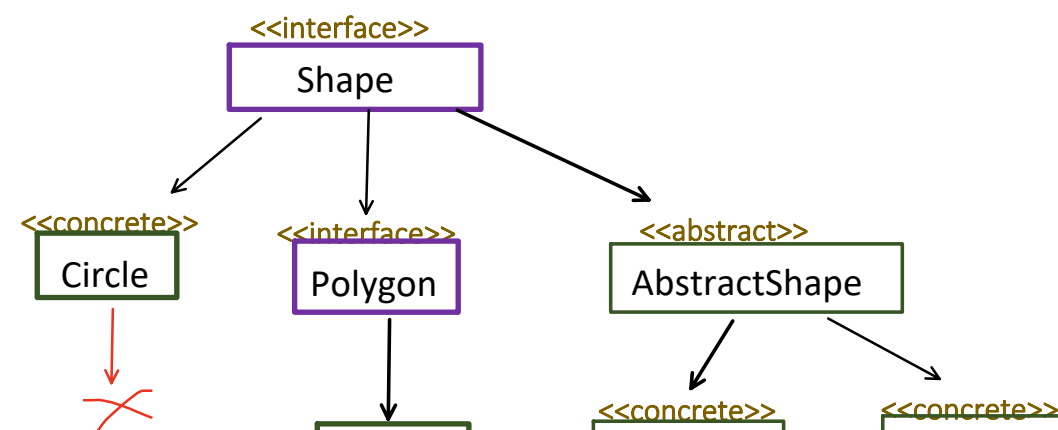 <<interface>>
Shape
<<concrete>>
<<interface>>
<<abstract>>
Circle
Polygon
AbstractShape
<<concrete>>
<<concrete>>